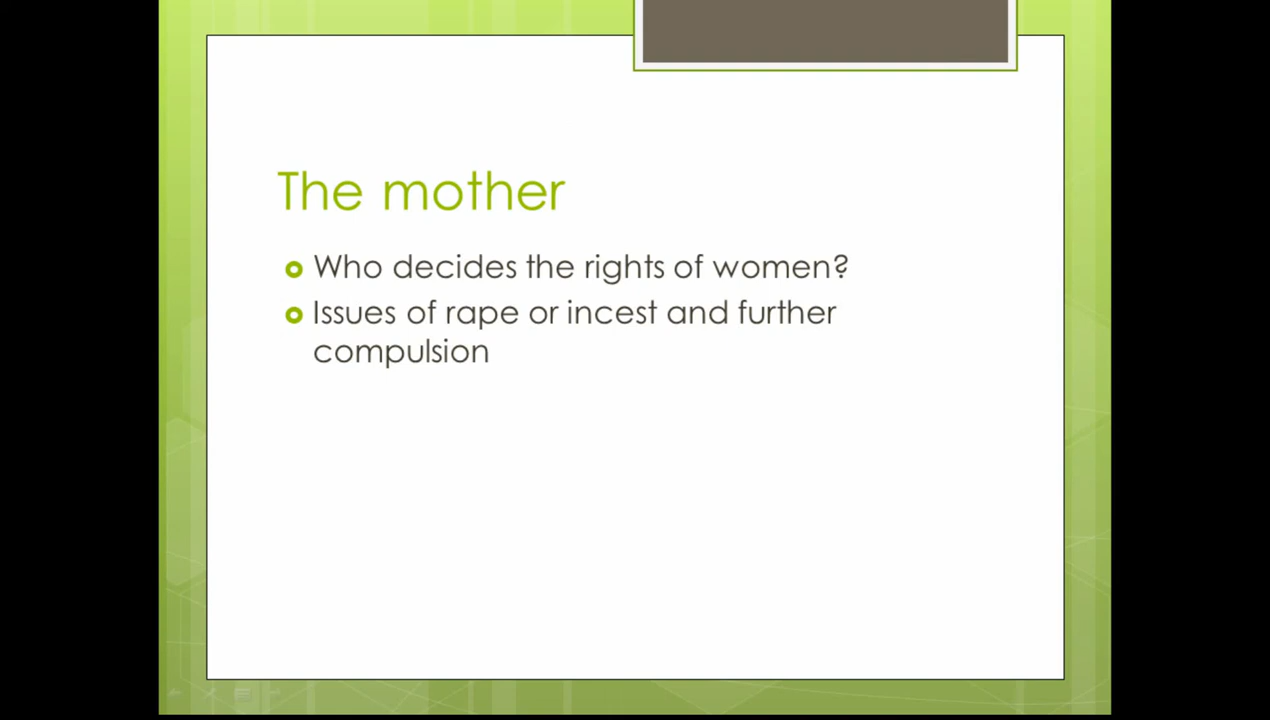 The mother
Who decides the rights of women?
Issues of rape or incest and further
compulsion